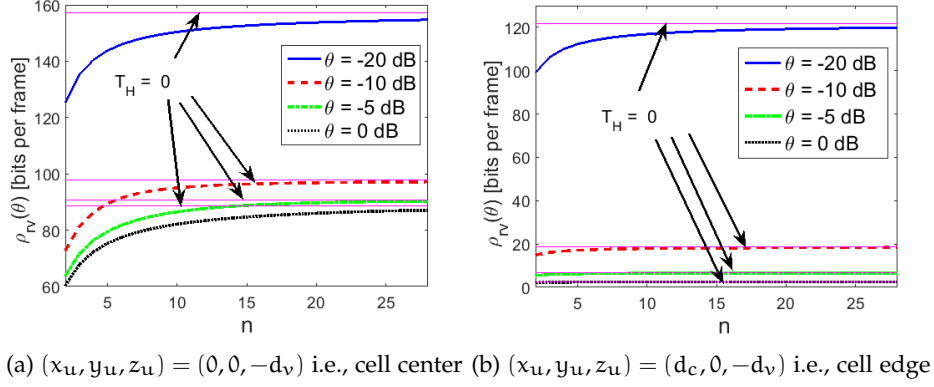 160
140
120
100
80
60
ρrv(θ) [bits per frame]
T_H = 0
θ = -20 dB
θ = -10 dB
θ = -5 dB
θ = 0 dB
5 10 15 20 25
n
120
100
80
60
40
20
0
ρrv(θ) [bits per frame]
T_H = 0
θ = -20 dB
θ = -10 dB
θ = -5 dB
θ = 0 dB
5 10 15 20 25
n
(a) (x_u, y_u, z_u) = (0, 0, −d_v) i.e., cell center
(b) (x_u, y_u, z_u) = (d_c, 0, −d_v) i.e., cell edge